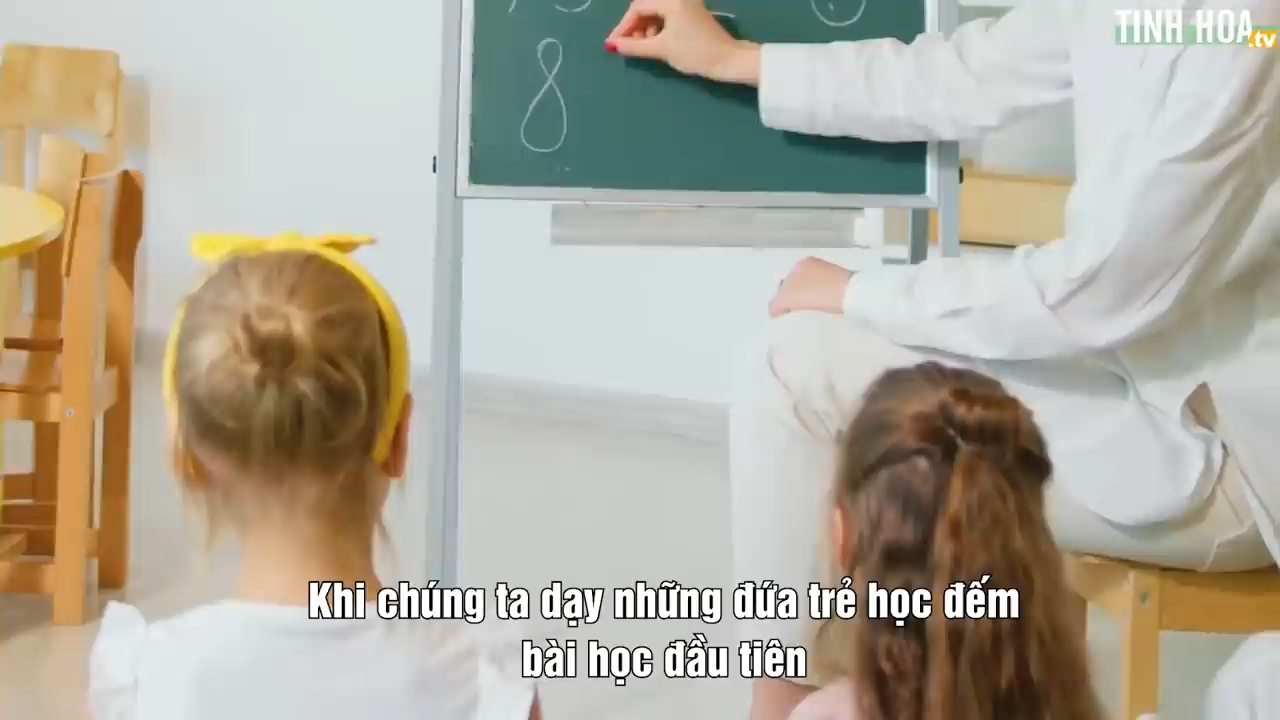 TINH HOA
.tv
8
Khi chúng ta dạy những đứa trẻ học đếm
bài học đầu tiên